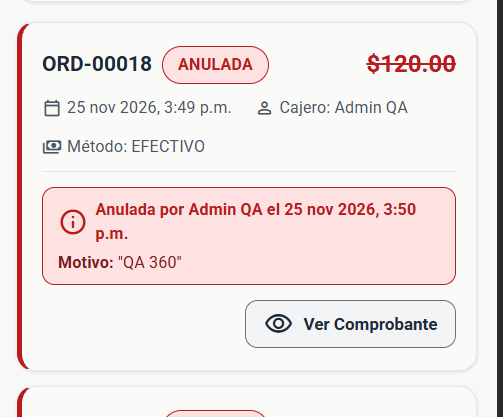 ORD-00018 ANULADA $120.00
25 nov 2026, 3:49 p.m. Cajero: Admin QA
Método: EFECTIVO
Anulada por Admin QA el 25 nov 2026, 3:50
p.m.
Motivo: "QA 360"
Ver Comprobante